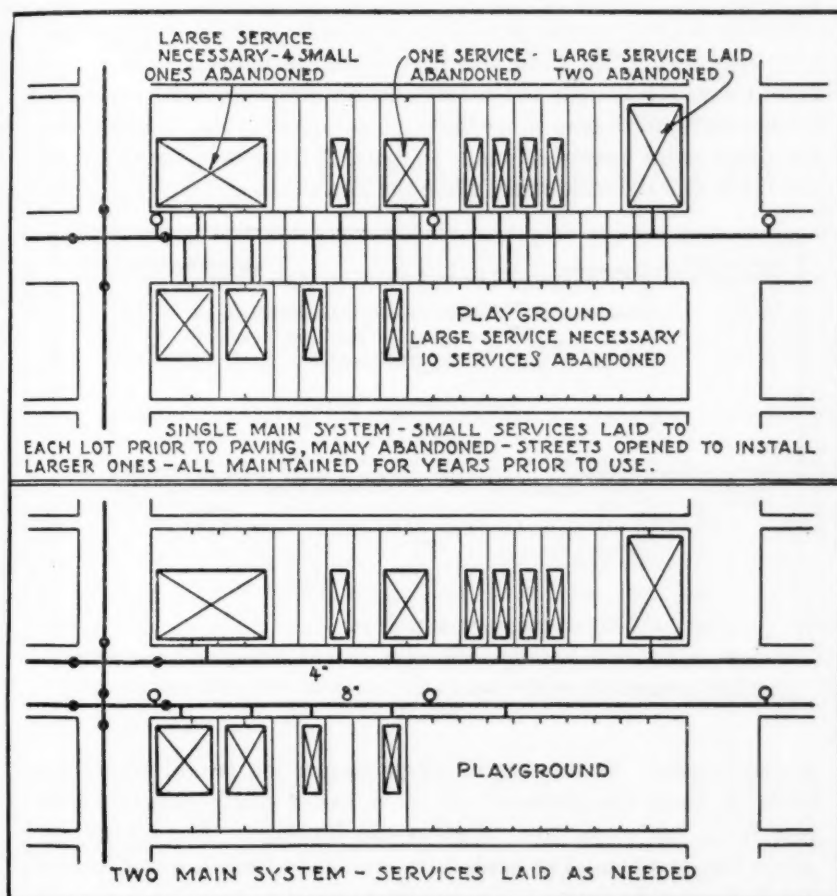 LARGE SERVICE
NECESSARY-4 SMALL
ONES ABANDONED
ONE SERVICE-
ABANDONED
LARGE SERVICE LAID
TWO ABANDONED
PLAYGROUND
LARGE SERVICE NECESSARY
10 SERVICES ABANDONED
SINGLE MAIN SYSTEM-SMALL SERVICES LAID TO
EACH LOT PRIOR TO PAVING, MANY ABANDONED-STREETS OPENED TO INSTALL
LARGER ONES-ALL MAINTAINED FOR YEARS PRIOR TO USE.
4"
8"
PLAYGROUND
TWO MAIN SYSTEM-SERVICES LAID AS NEEDED